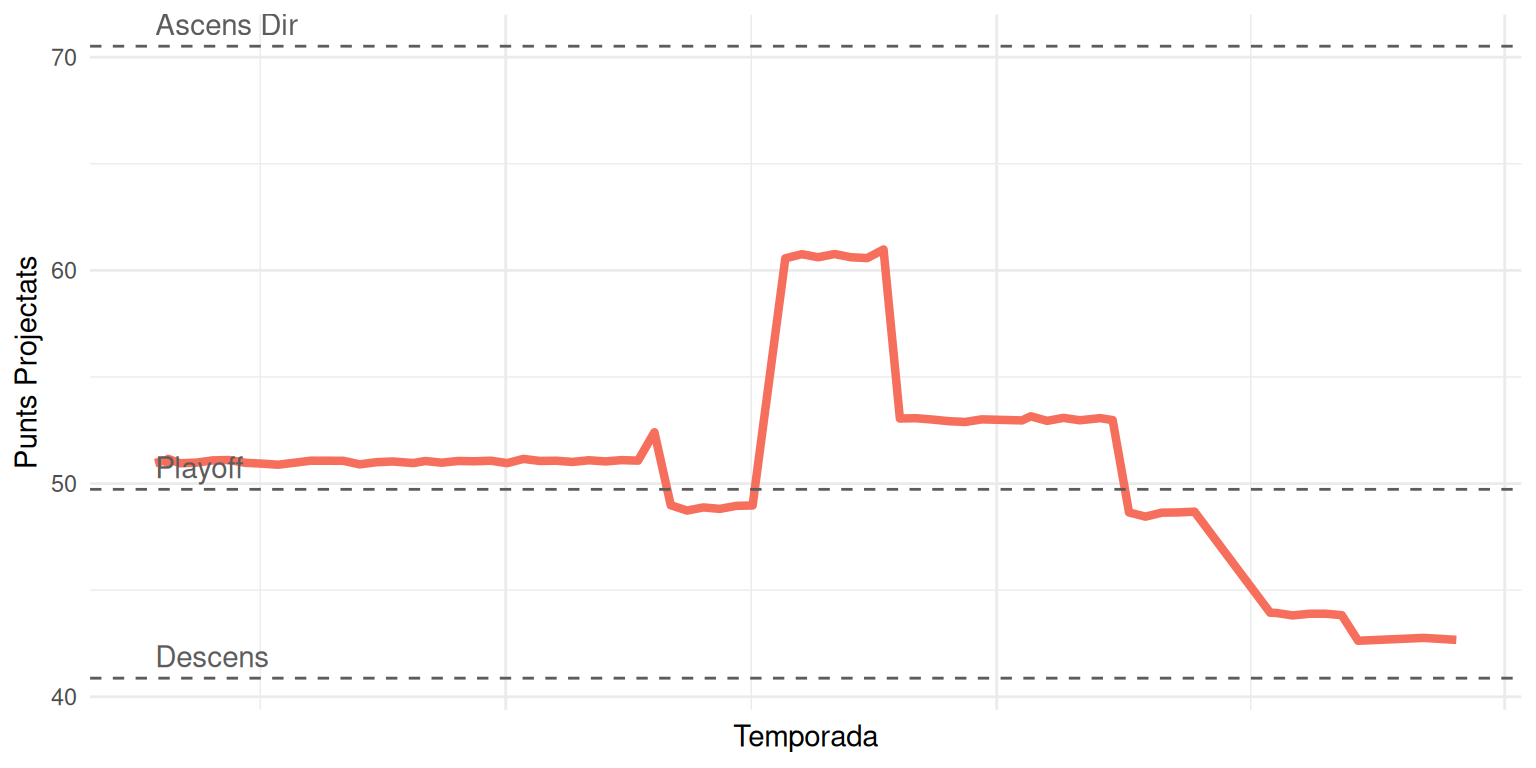 Ascens Dir
70
60
Punts Projectats
Playoff
50
Descens
40
Temporada